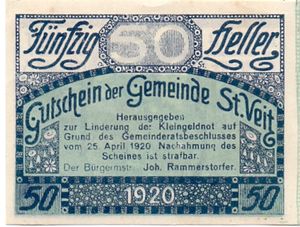 Fünfzig 50 Heller
Gutschein der Gemeinde St. Veit
Herausgegeben
zur Linderung der Kleingeldnot auf
Grund des Gemeinderatsbeschlusses
vom 25 April 1920 Nachahmung des
Scheines ist strafbar.
Der Bürgermstr. Joh. Rammerstorfer.
50 1920 50